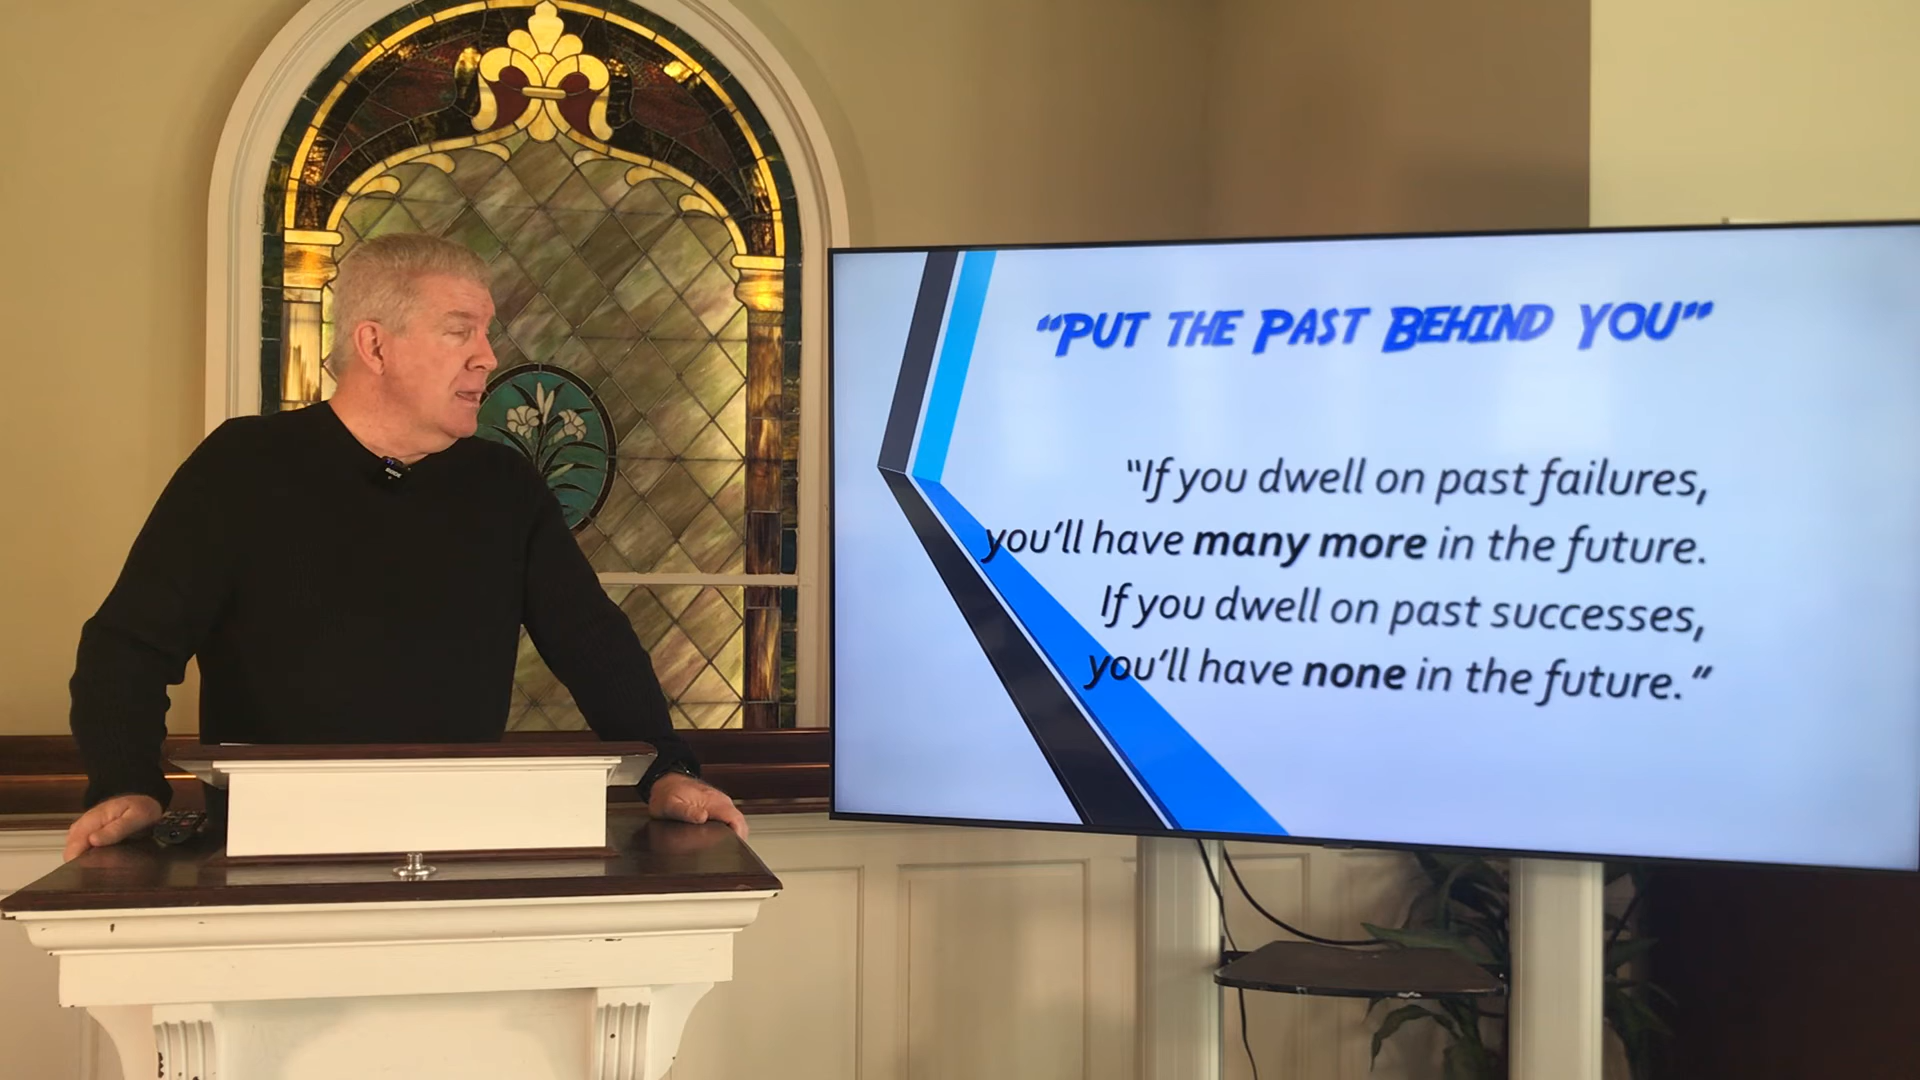 “PUT THE PAST BEHIND YOU”
“If you dwell on past failures,
you’ll have many more in the future.
If you dwell on past successes,
you’ll have none in the future.”